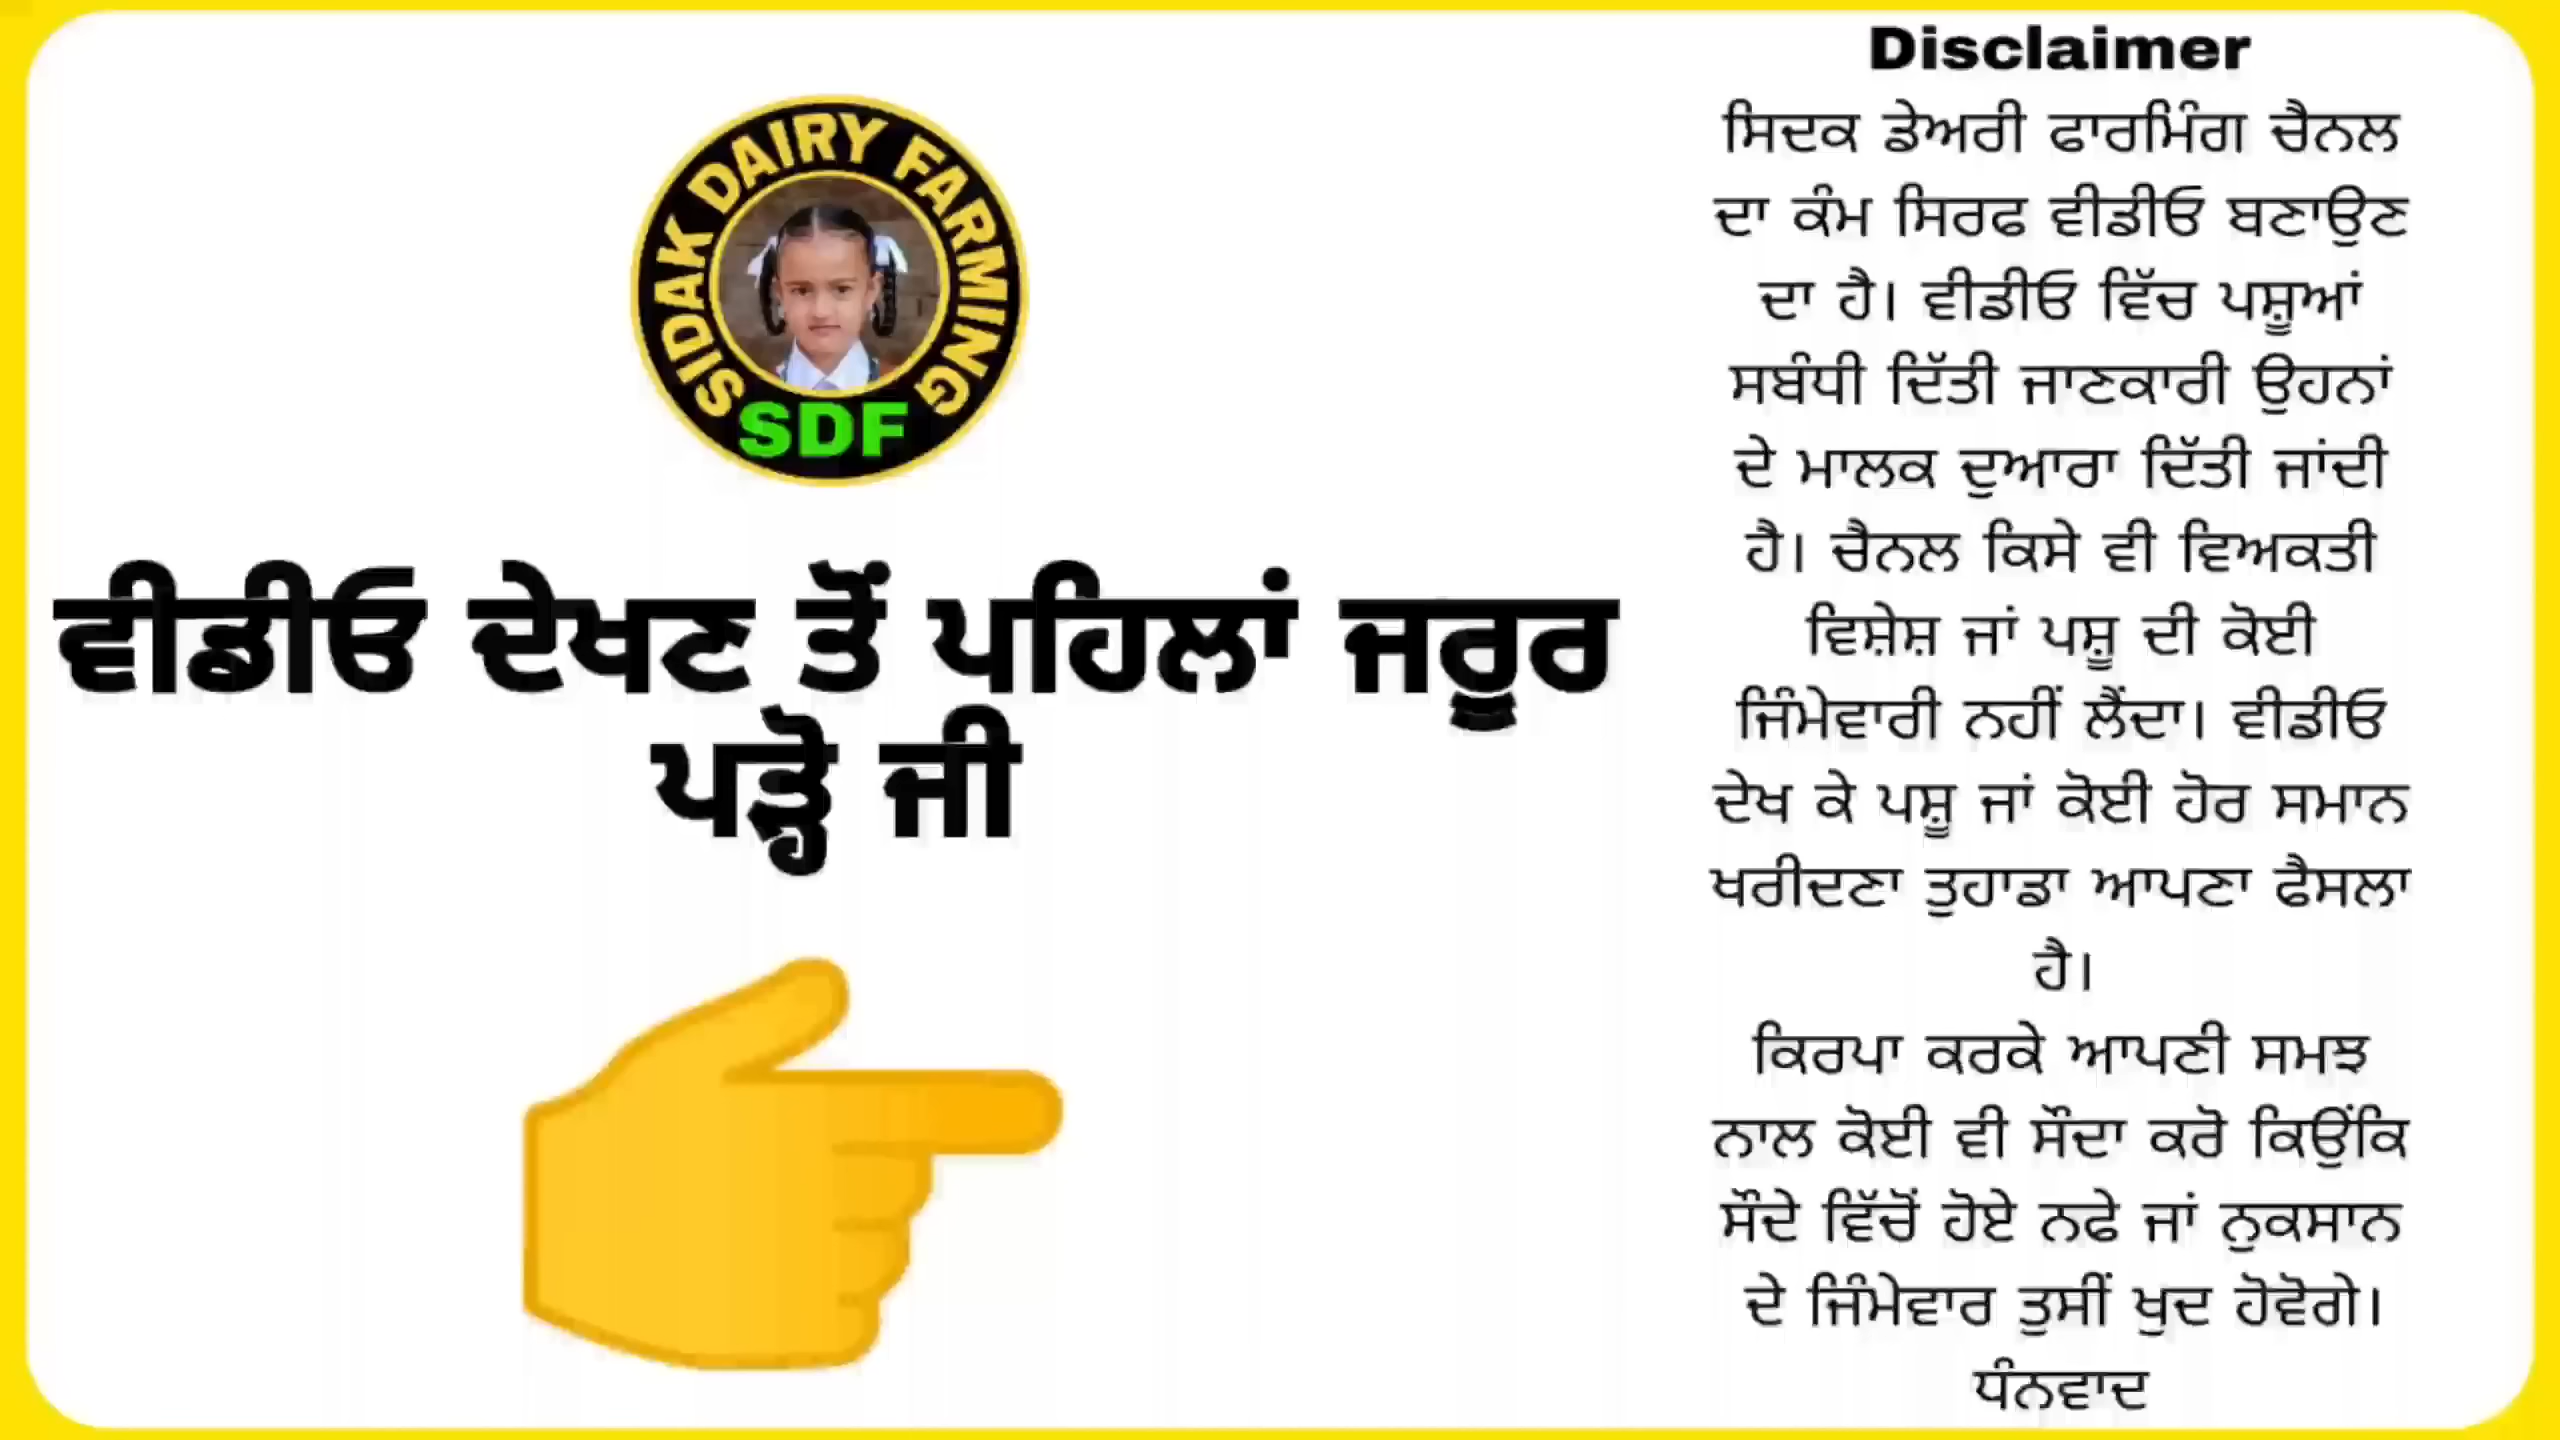 SIDAK DAIRY FARMING
SDF
ਵੀਡੀਓ ਦੇਖਣ ਤੋਂ ਪਹਿਲਾਂ ਜਰੂਰ
ਪੜ੍ਹੋ ਜੀ
Disclaimer
ਸਿਦਕ ਡੇਅਰੀ ਫਾਰਮਿੰਗ ਚੈਨਲ
ਦਾ ਕੰਮ ਸਿਰਫ ਵੀਡੀਓ ਬਣਾਉਣ
ਦਾ ਹੈ। ਵੀਡੀਓ ਵਿੱਚ ਪਸ਼ੂਆਂ
ਸਬੰਧੀ ਦਿੱਤੀ ਜਾਣਕਾਰੀ ਉਹਨਾਂ
ਦੇ ਮਾਲਕ ਦੁਆਰਾ ਦਿੱਤੀ ਜਾਂਦੀ
ਹੈ। ਚੈਨਲ ਕਿਸੇ ਵੀ ਵਿਅਕਤੀ
ਵਿਸ਼ੇਸ਼ ਜਾਂ ਪਸ਼ੂ ਦੀ ਕੋਈ
ਜਿੰਮੇਵਾਰੀ ਨਹੀਂ ਲੈਂਦਾ। ਵੀਡੀਓ
ਦੇਖ ਕੇ ਪਸ਼ੂ ਜਾਂ ਕੋਈ ਹੋਰ ਸਮਾਨ
ਖਰੀਦਣਾ ਤੁਹਾਡਾ ਆਪਣਾ ਫੈਸਲਾ
ਹੈ।
ਕਿਰਪਾ ਕਰਕੇ ਆਪਣੀ ਸਮਝ
ਨਾਲ ਕੋਈ ਵੀ ਸੌਦਾ ਕਰੋ ਕਿਉਂਕਿ
ਸੌਦੇ ਵਿੱਚੋਂ ਹੋਏ ਨਫੇ ਜਾਂ ਨੁਕਸਾਨ
ਦੇ ਜਿੰਮੇਵਾਰ ਤੁਸੀਂ ਖੁਦ ਹੋਵੋਗੇ।
ਧੰਨਵਾਦ